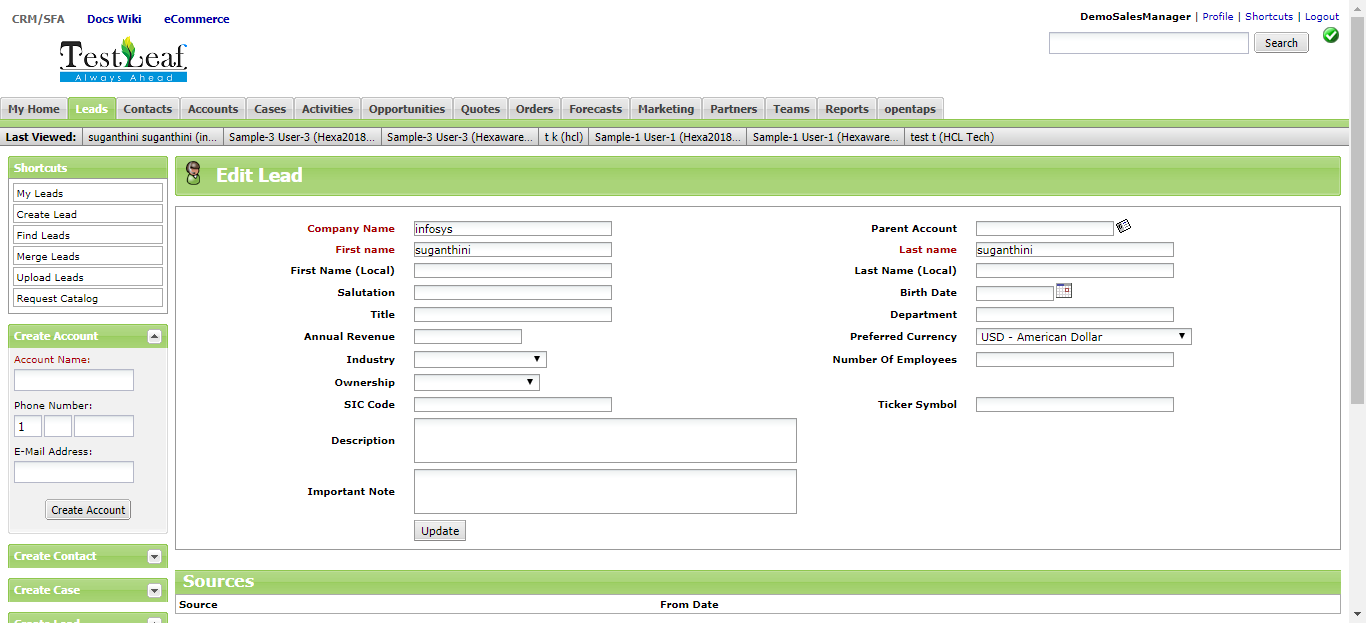 CRM/SFA Docs Wiki eCommerce
DemoSalesManager | Profile | Shortcuts | Logout
Search
TestLeaf
Always Ahead
My Home Leads Contacts Accounts Cases Activities Opportunities Quotes Orders Forecasts Marketing Partners Teams Reports opentaps
Last Viewed: suganthini suganthini (in... Sample-3 User-3 (Hexa2018... Sample-3 User-3 (Hexaware... t k (hcl) Sample-1 User-1 (Hexa2018... Sample-1 User-1 (Hexaware... test t (HCL Tech)
Shortcuts
My Leads
Create Lead
Find Leads
Merge Leads
Upload Leads
Request Catalog
Create Account
Account Name:
Phone Number:
1
E-Mail Address:
Create Account
Create Contact
Create Case
Create Lead
Edit Lead
Company Name infosys Parent Account
First name suganthini Last name suganthini
First Name (Local) Last Name (Local)
Salutation Birth Date
Title Department
Annual Revenue Preferred Currency USD - American Dollar
Industry Number Of Employees
Ownership
SIC Code Ticker Symbol
Description
Important Note
Update
Sources
Source From Date